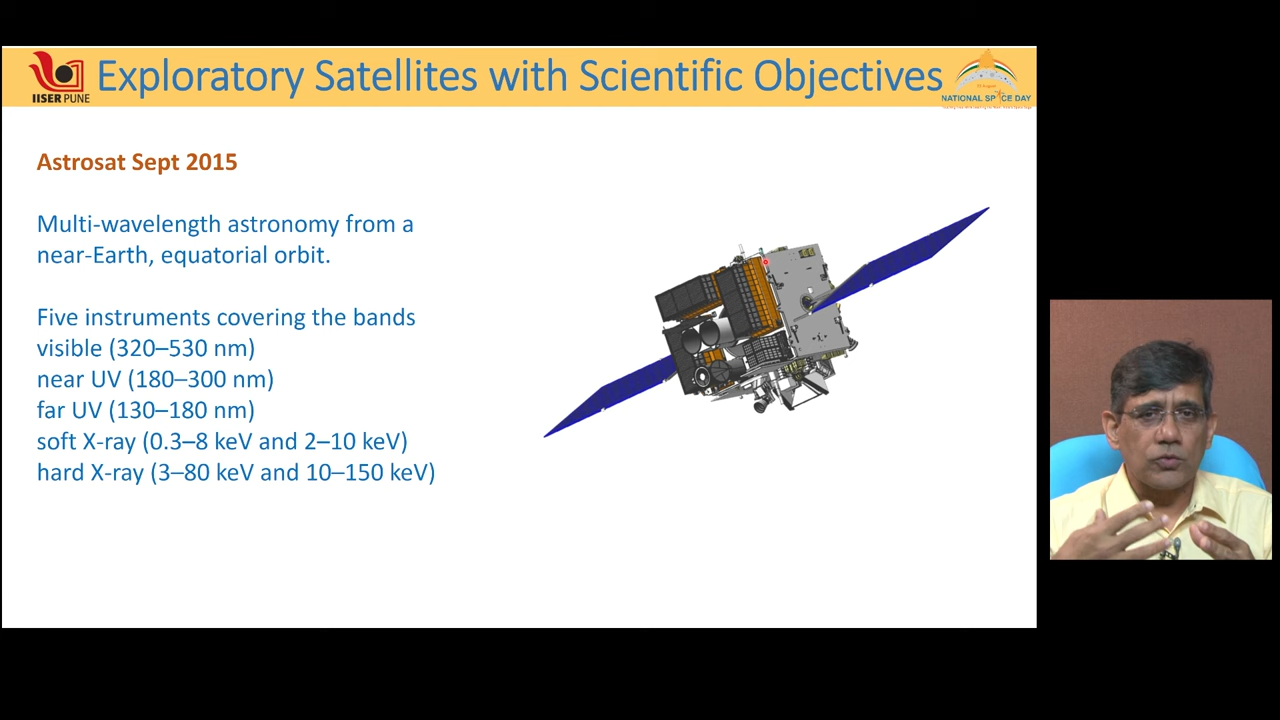 IISER PUNE
Exploratory Satellites with Scientific Objectives
NATIONAL SPACE DAY
Astrosat Sept 2015
Multi-wavelength astronomy from a
near-Earth, equatorial orbit.
Five instruments covering the bands
visible (320–530 nm)
near UV (180–300 nm)
far UV (130–180 nm)
soft X-ray (0.3–8 keV and 2–10 keV)
hard X-ray (3–80 keV and 10–150 keV)